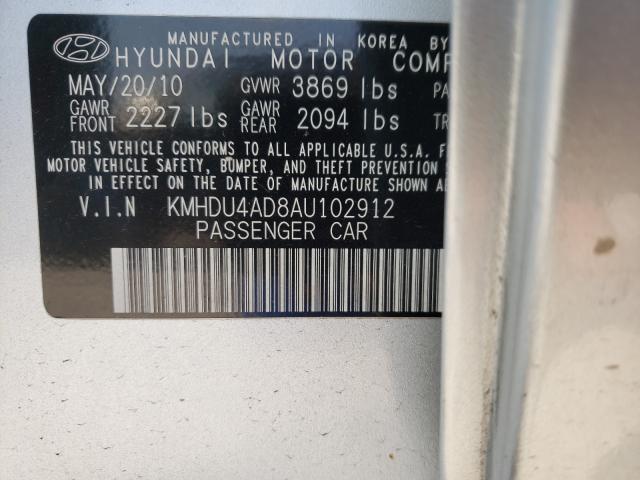 MANUFACTURED IN KOREA BY
HYUNDAI MOTOR COMP
MAY/20/10 GVWR 3869 lbs PA
GAWR FRONT 2227 lbs GAWR REAR 2094 lbs TR
THIS VEHICLE CONFORMS TO ALL APPLICABLE U.S.A. F
MOTOR VEHICLE SAFETY, BUMPER, AND THEFT PREVENTION S
IN EFFECT ON THE DATE OF MANUFACTURE SHOWN A
V.I.N KMHDU4AD8AU102912
PASSENGER CAR